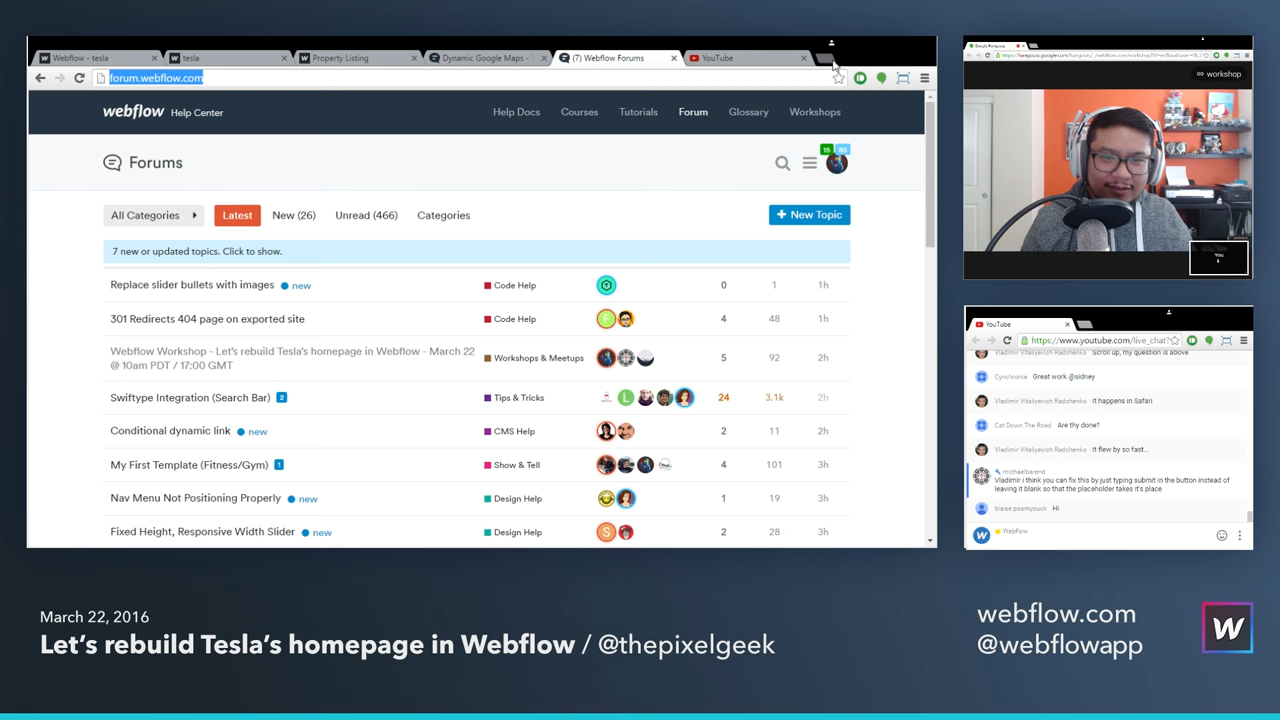 Webflow - tesla
tesla
Property Listing
Dynamic Google Maps -
(7) Webflow Forums
YouTube
forum.webflow.com
webflow Help Center
Help Docs
Courses
Tutorials
Forum
Glossary
Workshops
Forums
15
85
All Categories
Latest
New (26)
Unread (466)
Categories
+ New Topic
7 new or updated topics. Click to show.
Replace slider bullets with images new Code Help 0 1 1h
301 Redirects 404 page on exported site Code Help 4 48 1h
Webflow Workshop - Let's rebuild Tesla's homepage in Webflow - March 22
@ 10am PDT / 17:00 GMT Workshops & Meetups 5 92 2h
Swiftype Integration (Search Bar) 2 Tips & Tricks L 24 3.1k 2h
Conditional dynamic link new CMS Help 2 11 2h
My First Template (Fitness/Gym) 1 Show & Tell 4 101 3h
Nav Menu Not Positioning Properly new Design Help 1 19 3h
Fixed Height, Responsive Width Slider new Design Help S 2 28 3h
Google Hangouts
workshop
You
YouTube
https://www.youtube.com/live_chat?
Vladimir Vitaliyevich Radchenko Scroll up, my question is above
Cynchronia Great work @sidney
Vladimir Vitaliyevich Radchenko It happens in Safari
Cat Down The Road Are thy done?
Vladimir Vitaliyevich Radchenko It flew by so fast...
michaelbarend
Vladimir i think you can fix this by just typing submit in the button instead of
leaving it blank so that the placeholder takes it's place
blaise posmyouck Hi
W Webflow
March 22, 2016
Let's rebuild Tesla's homepage in Webflow / @thepixelgeek
webflow.com
@webflowapp
W